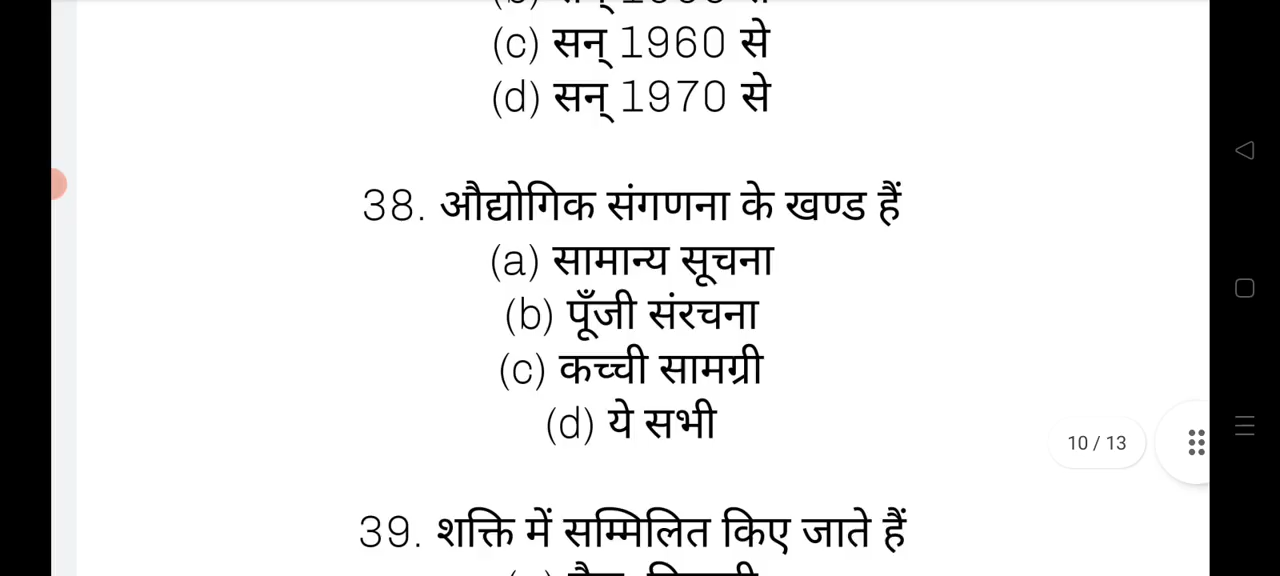 (c) सन् 1960 से
(d) सन् 1970 से
38. औद्योगिक संगणना के खण्ड हैं
(a) सामान्य सूचना
(b) पूँजी संरचना
(c) कच्ची सामग्री
(d) ये सभी
10 / 13
39. शक्ति में सम्मिलित किए जाते हैं